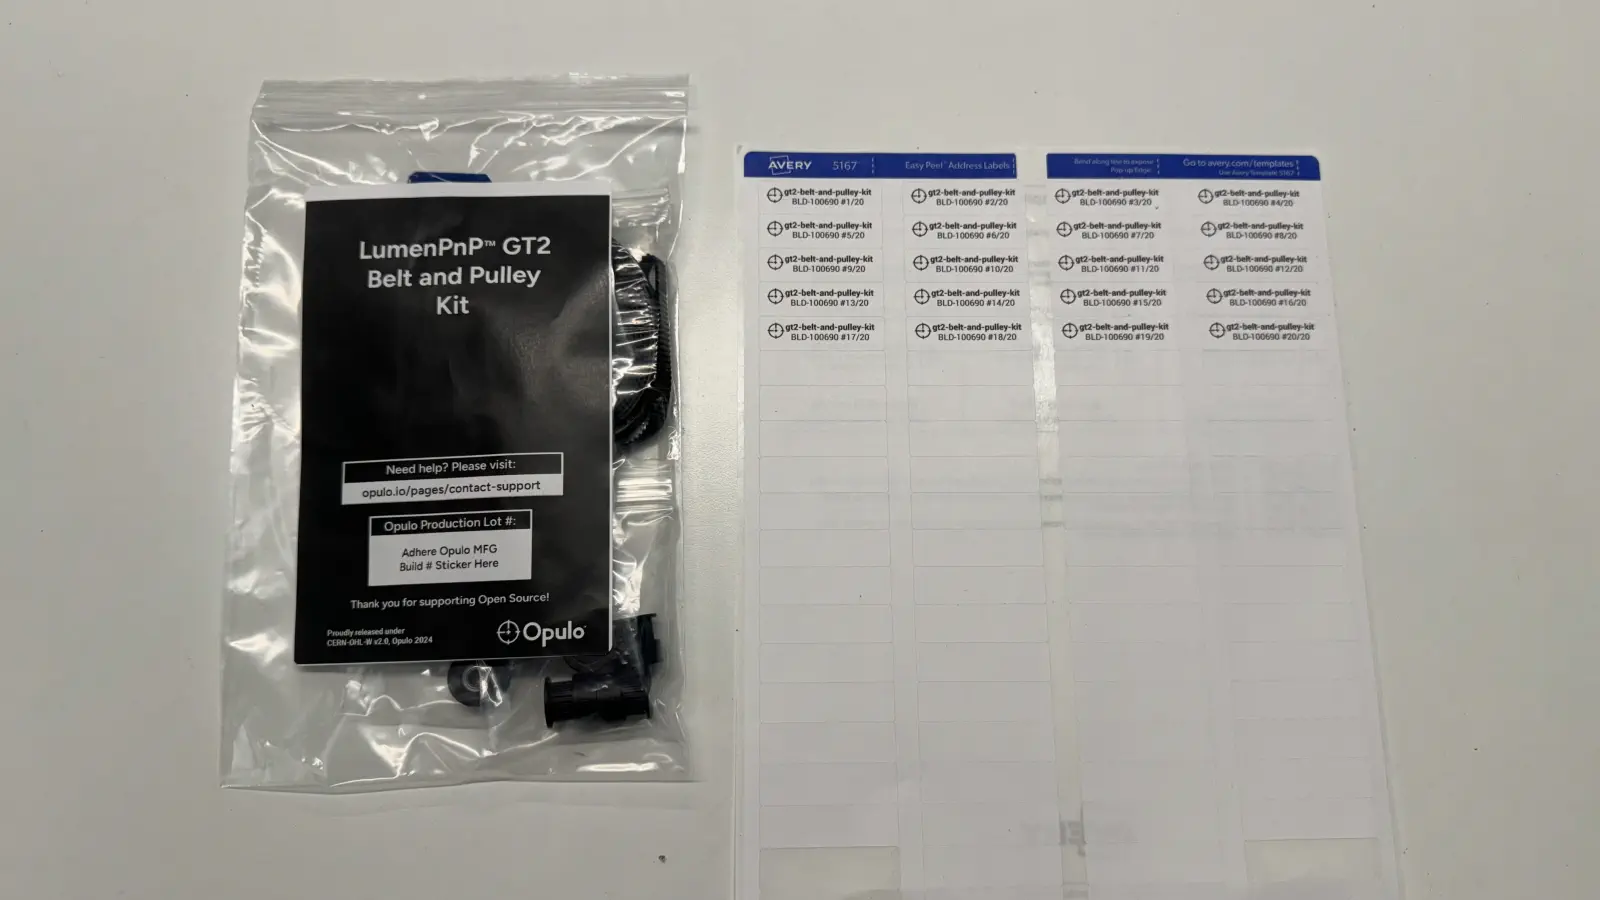 LumenPnP™ GT2
Belt and Pulley
Kit
Need help? Please visit:
opulo.io/pages/contact-support
Opulo Production Lot #:
Adhere Opulo MFG
Build # Sticker Here
Thank you for supporting Open Source!
Proudly released under
CERN-OHL-W v2.0, Opulo 2024
Opulo
AVERY 5167 Easy Peel® Address Labels
Bend along line to expose
Pop-up Edge
Go to avery.com/templates
Use Avery Template 5167
gt2-belt-and-pulley-kit
BLD-100690 #1/20
gt2-belt-and-pulley-kit
BLD-100690 #2/20
gt2-belt-and-pulley-kit
BLD-100690 #3/20
gt2-belt-and-pulley-kit
BLD-100690 #4/20
gt2-belt-and-pulley-kit
BLD-100690 #5/20
gt2-belt-and-pulley-kit
BLD-100690 #6/20
gt2-belt-and-pulley-kit
BLD-100690 #7/20
gt2-belt-and-pulley-kit
BLD-100690 #8/20
gt2-belt-and-pulley-kit
BLD-100690 #9/20
gt2-belt-and-pulley-kit
BLD-100690 #10/20
gt2-belt-and-pulley-kit
BLD-100690 #11/20
gt2-belt-and-pulley-kit
BLD-100690 #12/20
gt2-belt-and-pulley-kit
BLD-100690 #13/20
gt2-belt-and-pulley-kit
BLD-100690 #14/20
gt2-belt-and-pulley-kit
BLD-100690 #15/20
gt2-belt-and-pulley-kit
BLD-100690 #16/20
gt2-belt-and-pulley-kit
BLD-100690 #17/20
gt2-belt-and-pulley-kit
BLD-100690 #18/20
gt2-belt-and-pulley-kit
BLD-100690 #19/20
gt2-belt-and-pulley-kit
BLD-100690 #20/20